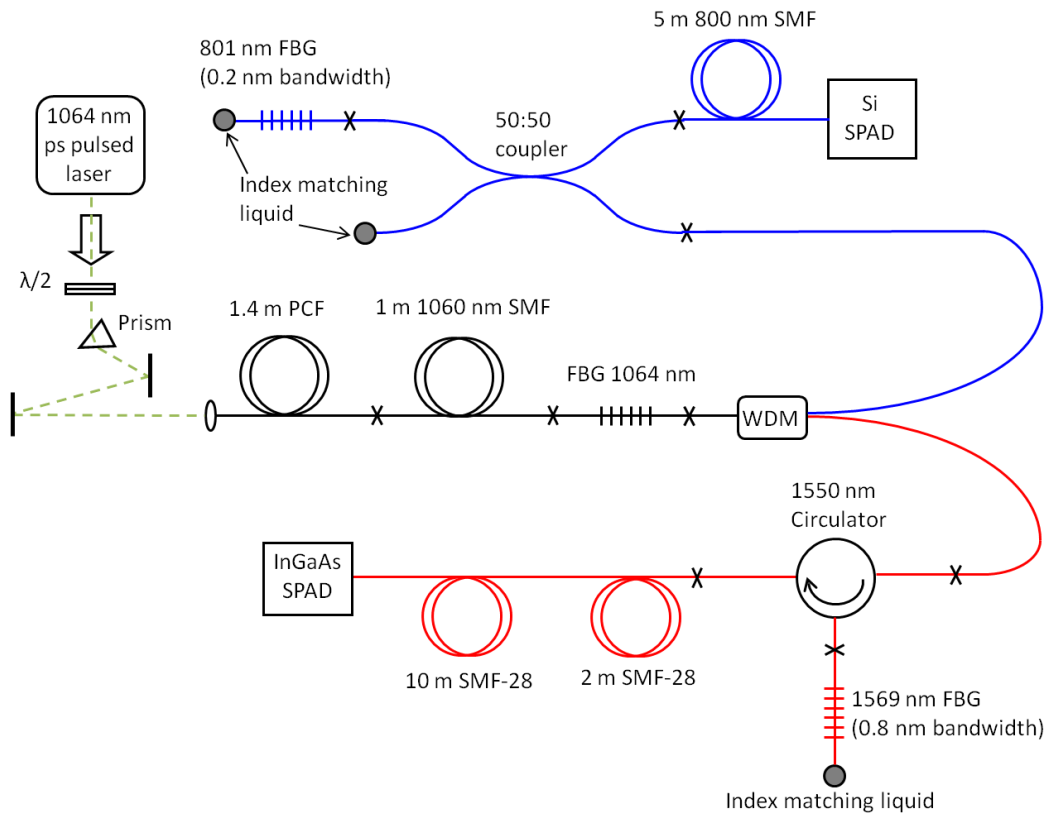 5 m 800 nm SMF
801 nm FBG
(0.2 nm bandwidth)
1064 nm
ps pulsed
laser
50:50
coupler
Si
SPAD
Index matching
liquid
λ/2
Prism
1.4 m PCF
1 m 1060 nm SMF
FBG 1064 nm
WDM
1550 nm
Circulator
InGaAs
SPAD
10 m SMF-28
2 m SMF-28
1569 nm FBG
(0.8 nm bandwidth)
Index matching liquid